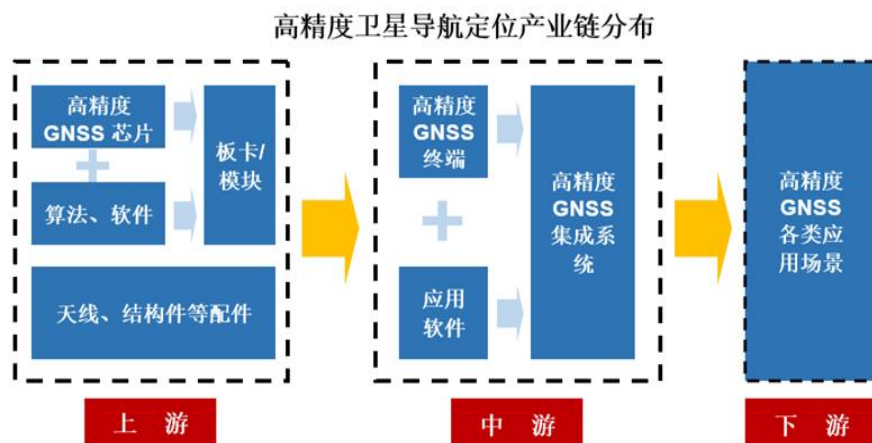 高精度卫星导航定位产业链分布
高精度
GNSS 芯片
算法、软件
板卡/
模块
天线、结构件等配件
高精度
GNSS
终端
应用
软件
高精度
GNSS
集成系
统
高精度
GNSS
各类应
用场景
上 游
中 游
下 游